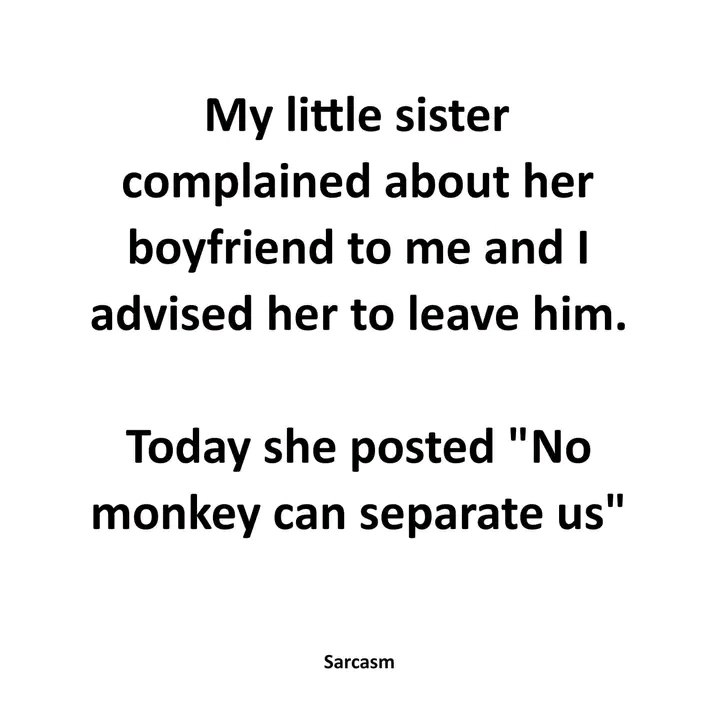 My little sister
complained about her
boyfriend to me and I
advised her to leave him.
Today she posted "No
monkey can separate us"
Sarcasm